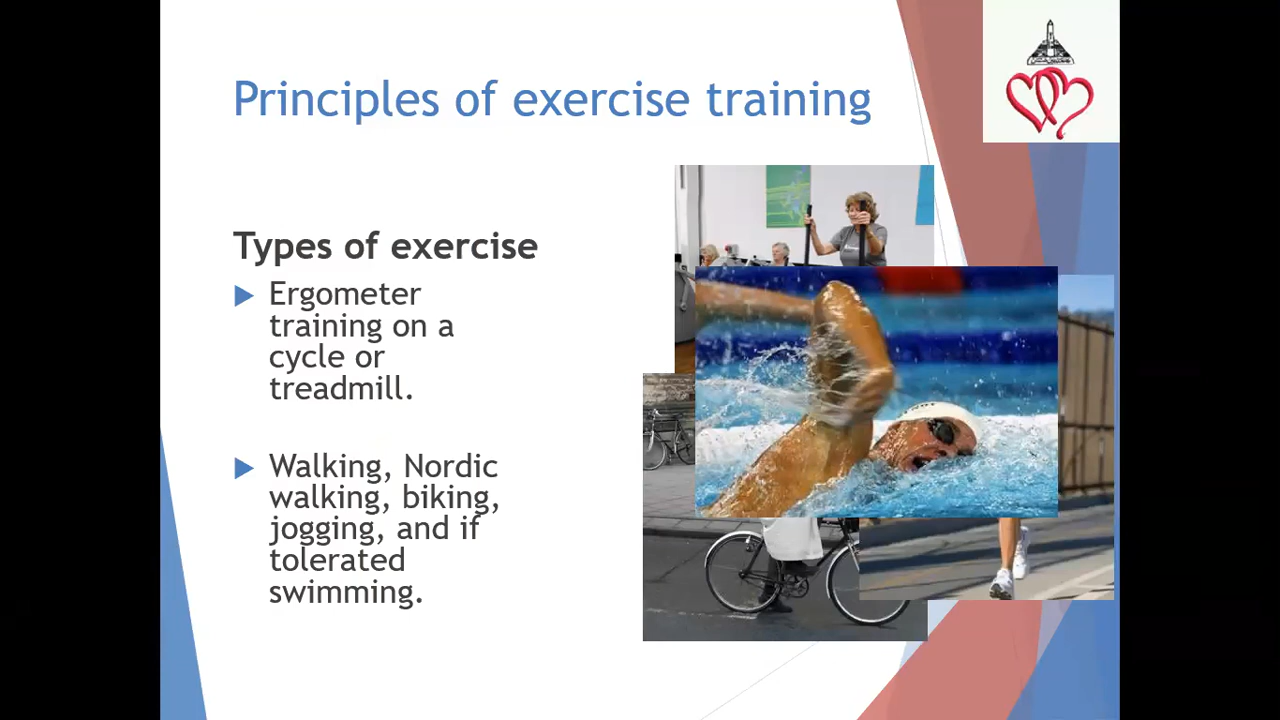 Principles of exercise training
Types of exercise
Ergometer
training on a
cycle or
treadmill.
Walking, Nordic
walking, biking,
jogging, and if
tolerated
swimming.